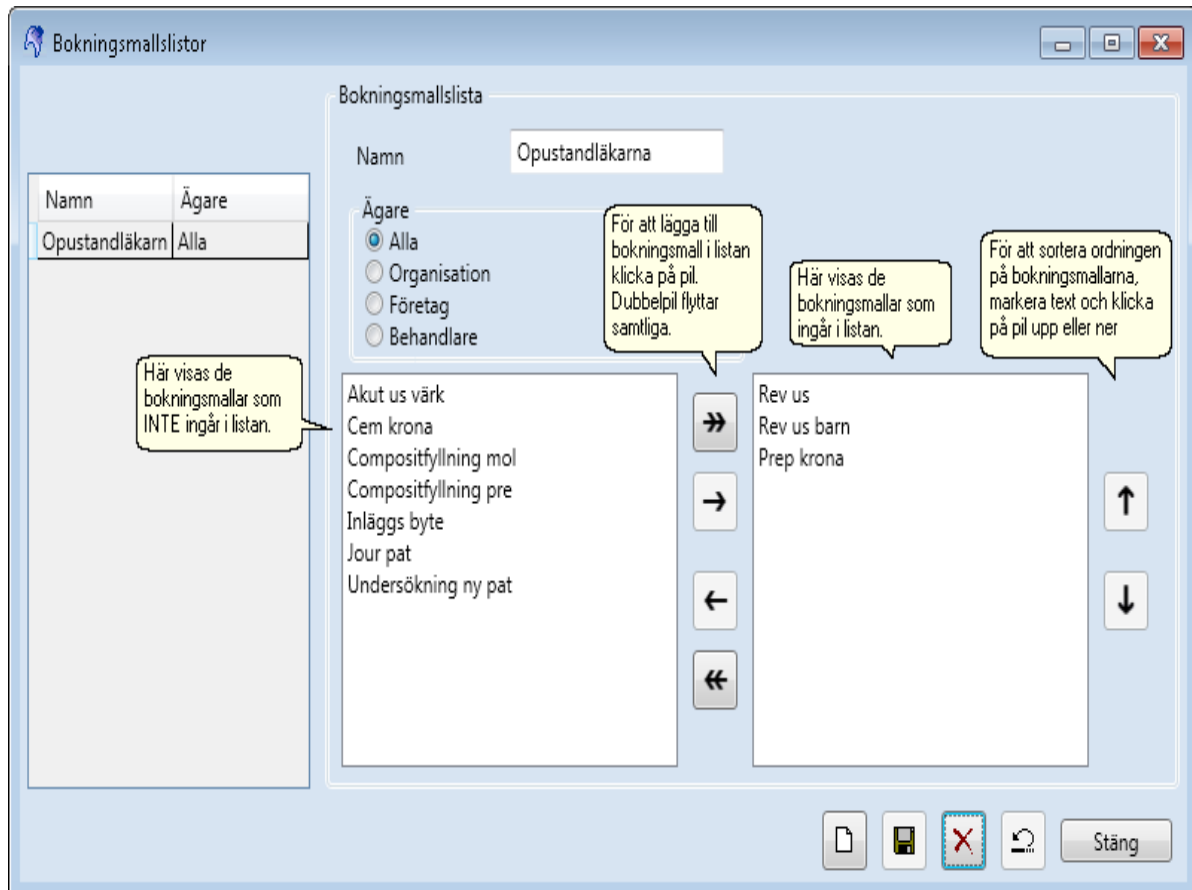 Bokningsmallslistor
Bokningsmallslista
Namn
Opustandläkarna
Namn Ägare
Opustandläkarn Alla
Ägare
Alla
Organisation
Företag
Behandlare
För att lägga till
bokningsmall i listan
klicka på pil.
Dubbelpil flyttar
samtliga.
Här visas de
bokningsmallar som
ingår i listan.
För att sortera ordningen
på bokningsmallarna,
markera text och klicka
på pil upp eller ner
Här visas de
bokningsmallar som
INTE ingår i listan.
Akut us värk
Cem krona
Compositfyllning mol
Compositfyllning pre
Inläggs byte
Jour pat
Undersökning ny pat
Rev us
Rev us barn
Prep krona
Stäng